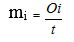 mᵢ = Oi/t